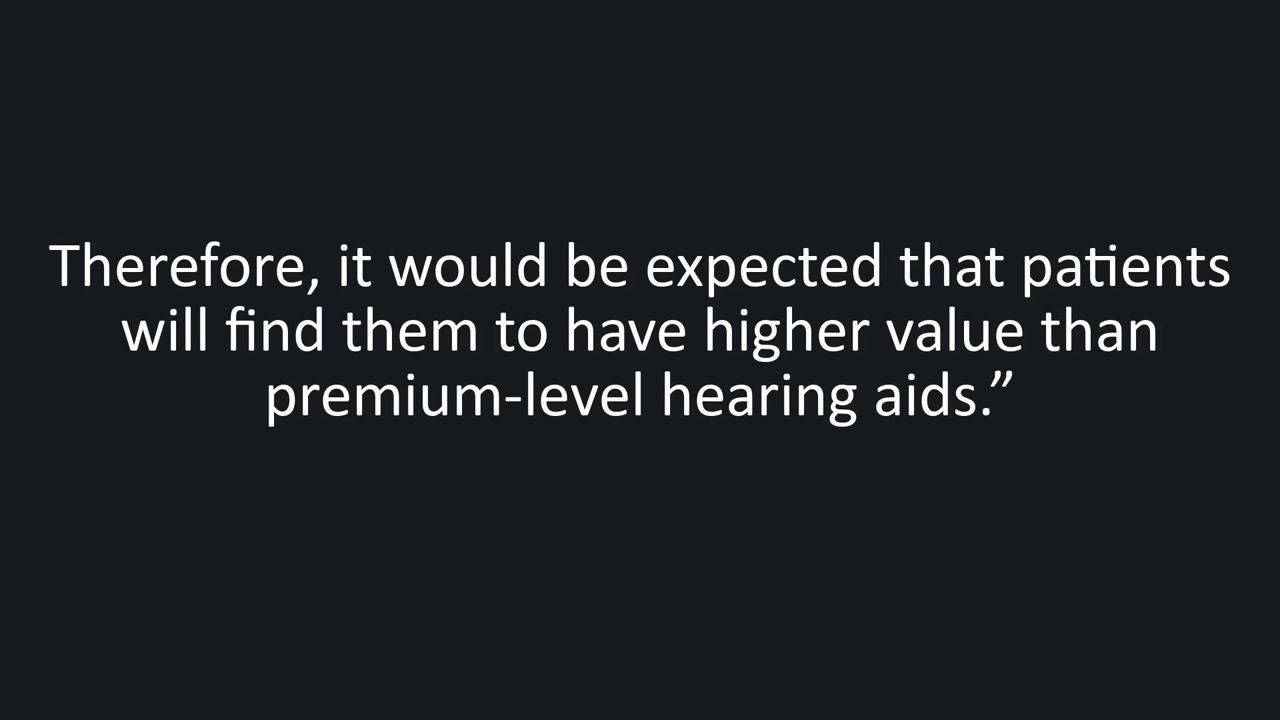 Therefore, it would be expected that patients
will find them to have higher value than
premium-level hearing aids.”